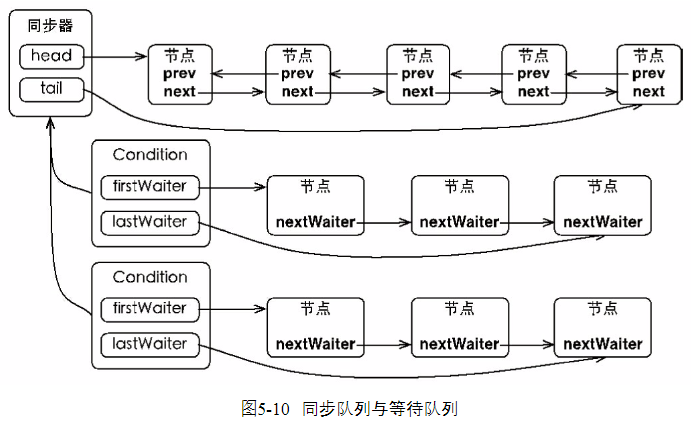 同步器
head
tail
节点 节点 节点 节点 节点
prev prev prev prev prev
next next next next next
Condition
firstWaiter
lastWaiter
节点 节点 节点
nextWaiter nextWaiter nextWaiter
Condition
firstWaiter
lastWaiter
节点 节点 节点
nextWaiter nextWaiter nextWaiter
图5-10 同步队列与等待队列